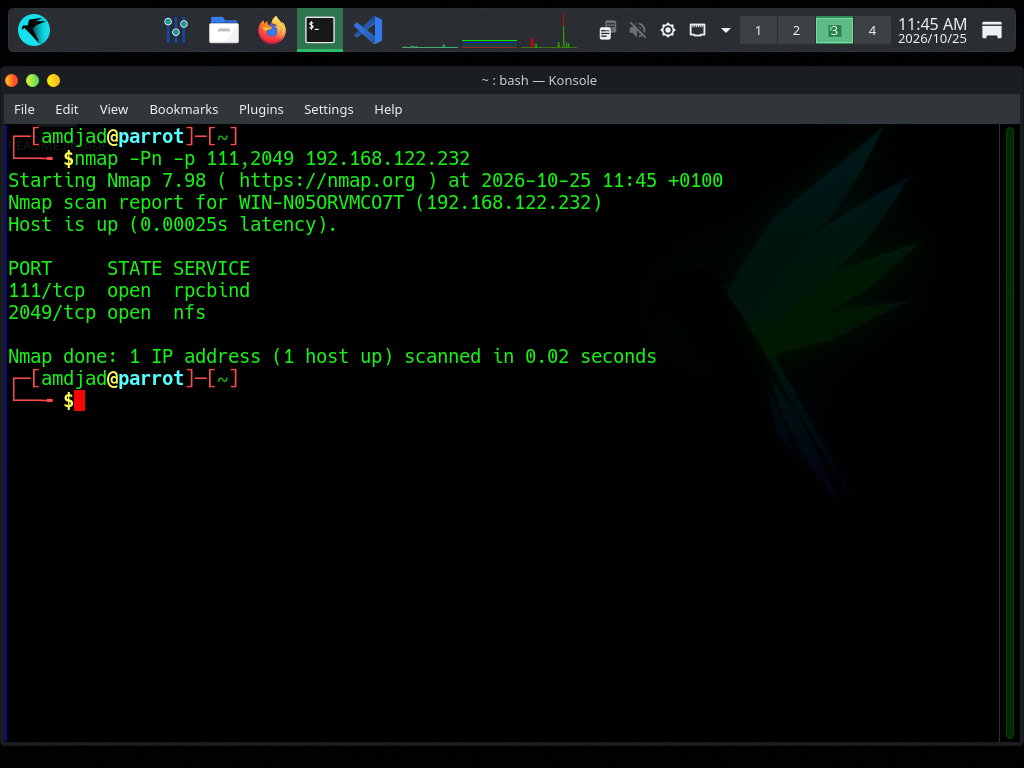 1 2 3 4
11:45 AM
2026/10/25
~ : bash — Konsole
File Edit View Bookmarks Plugins Settings Help
┌─[amdjad@parrot]─[~]
└──╼ $nmap -Pn -p 111,2049 192.168.122.232
Starting Nmap 7.98 ( https://nmap.org ) at 2026-10-25 11:45 +0100
Nmap scan report for WIN-N05ORVMCO7T (192.168.122.232)
Host is up (0.00025s latency).
PORT     STATE SERVICE
111/tcp  open  rpcbind
2049/tcp open  nfs
Nmap done: 1 IP address (1 host up) scanned in 0.02 seconds
┌─[amdjad@parrot]─[~]
└──╼ $